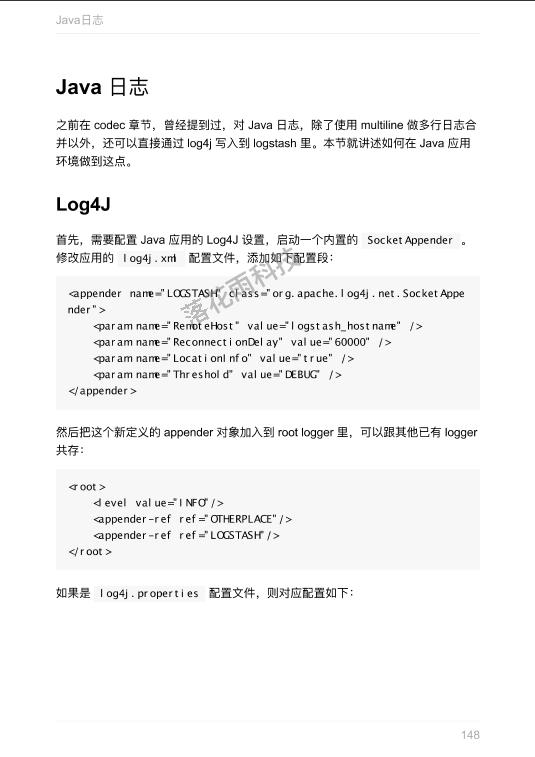 Java日志
Java 日志
之前在 codec 章节，曾经提到过，对 Java 日志，除了使用 multiline 做多行日志合
并以外，还可以直接通过 log4j 写入到 logstash 里。本节就讲述如何在 Java 应用
环境做到这点。
Log4J
首先，需要配置 Java 应用的 Log4J 设置，启动一个内置的 SocketAppender 。
修改应用的 log4j.xml 配置文件，添加如下配置段：
<appender name="LOGSTASH" class="org.apache.log4j.net.SocketAppe
nder">
    <param name="RemoteHost" value="logstash_hostname" />
    <param name="ReconnectionDelay" value="60000" />
    <param name="LocationInfo" value="true" />
    <param name="Threshold" value="DEBUG" />
</appender>
落花雨科技
然后把这个新定义的 appender 对象加入到 root logger 里，可以跟其他已有 logger
共存：
<root>
    <level value="INFO"/>
    <appender-ref ref="OTHERPLACE"/>
    <appender-ref ref="LOGSTASH"/>
</root>
如果是 log4j.properties 配置文件，则对应配置如下：
148